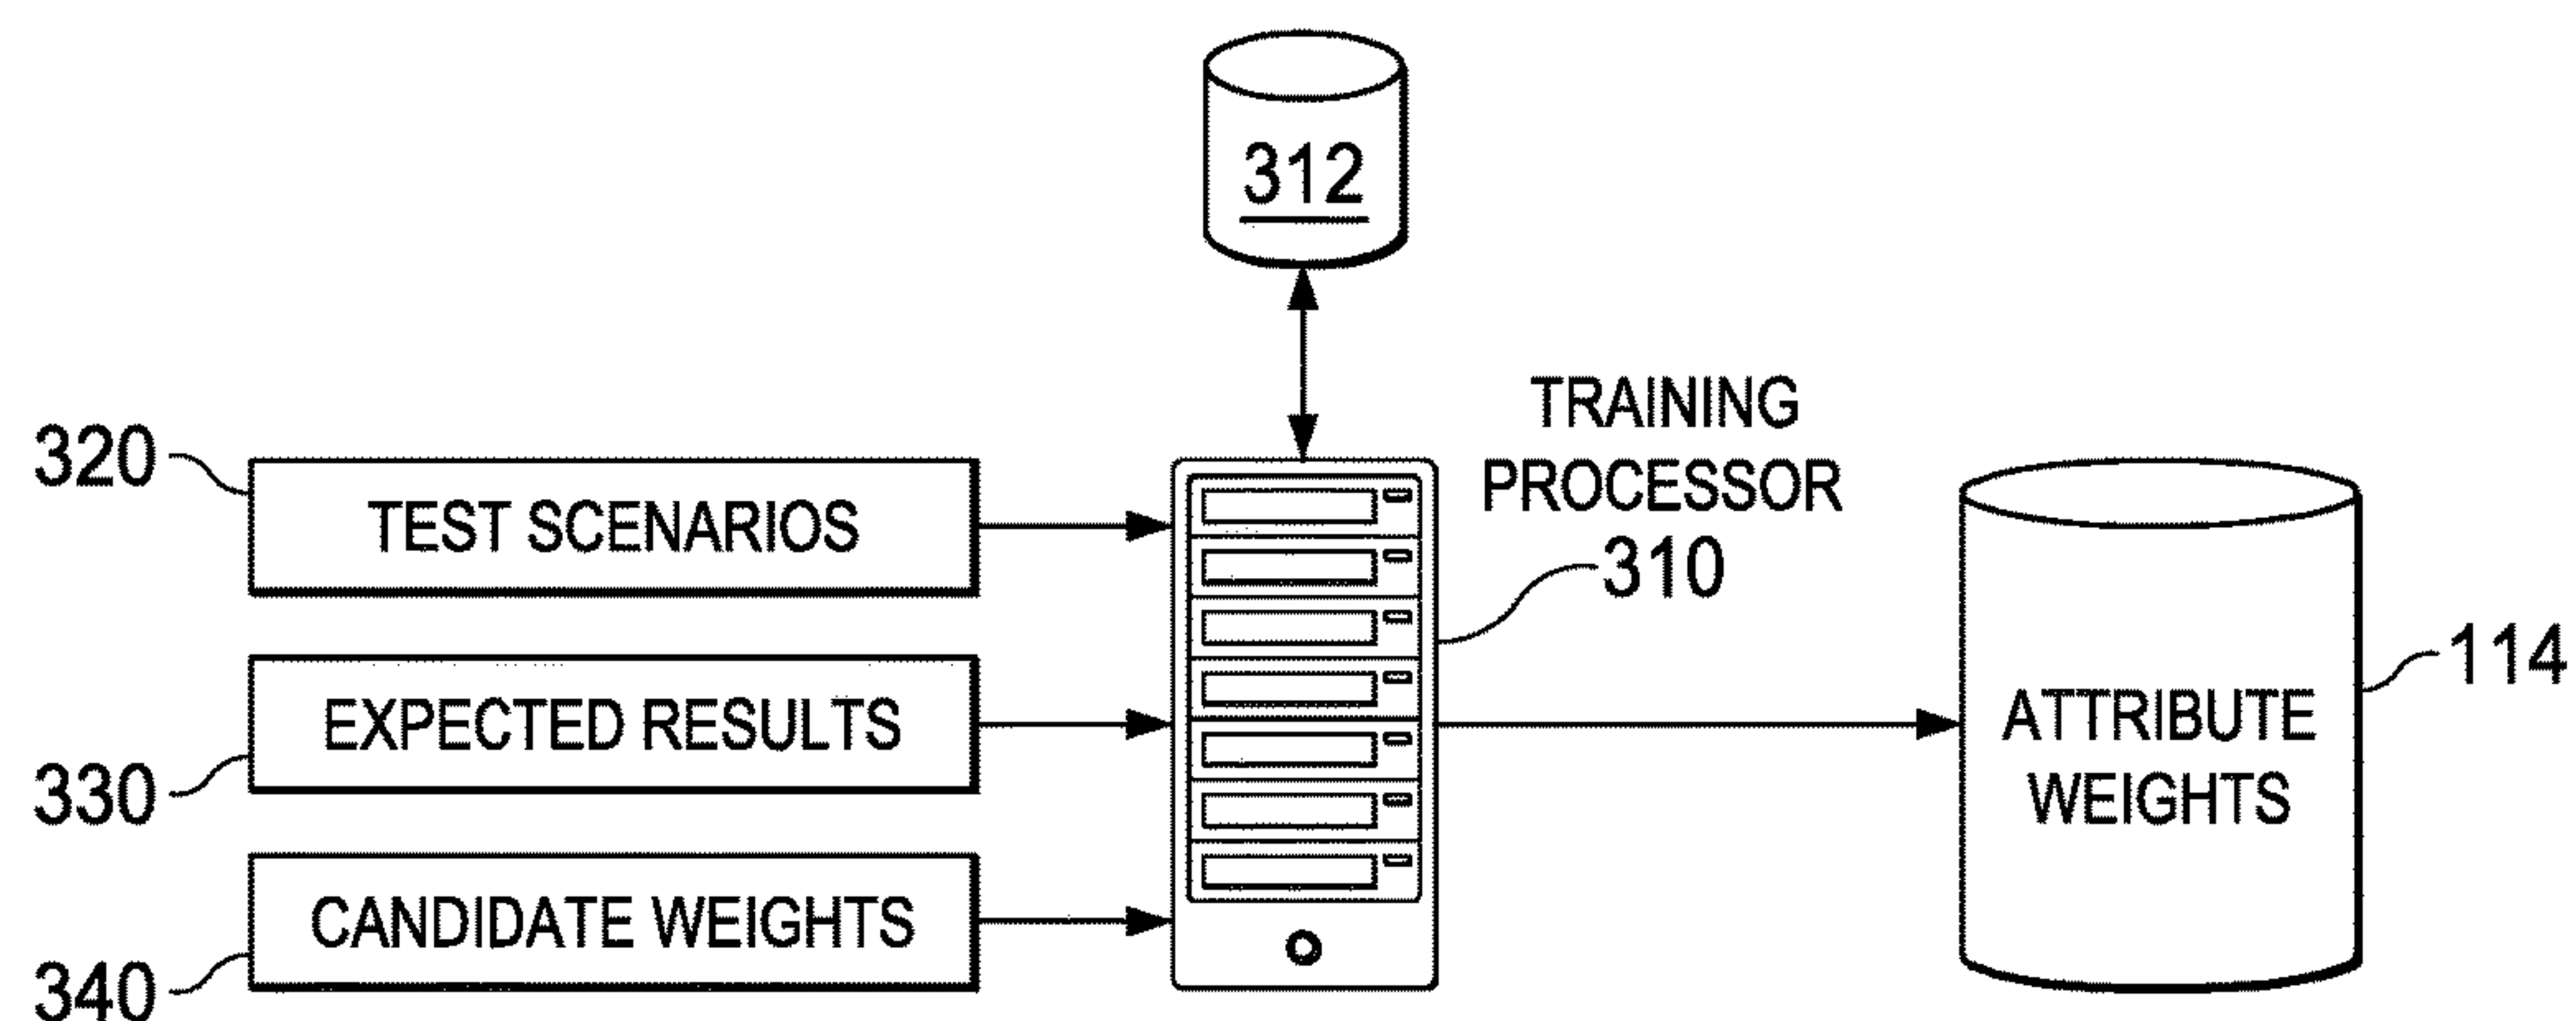 312
TRAINING
PROCESSOR
310
320
TEST SCENARIOS
330
EXPECTED RESULTS
340
CANDIDATE WEIGHTS
114
ATTRIBUTE
WEIGHTS